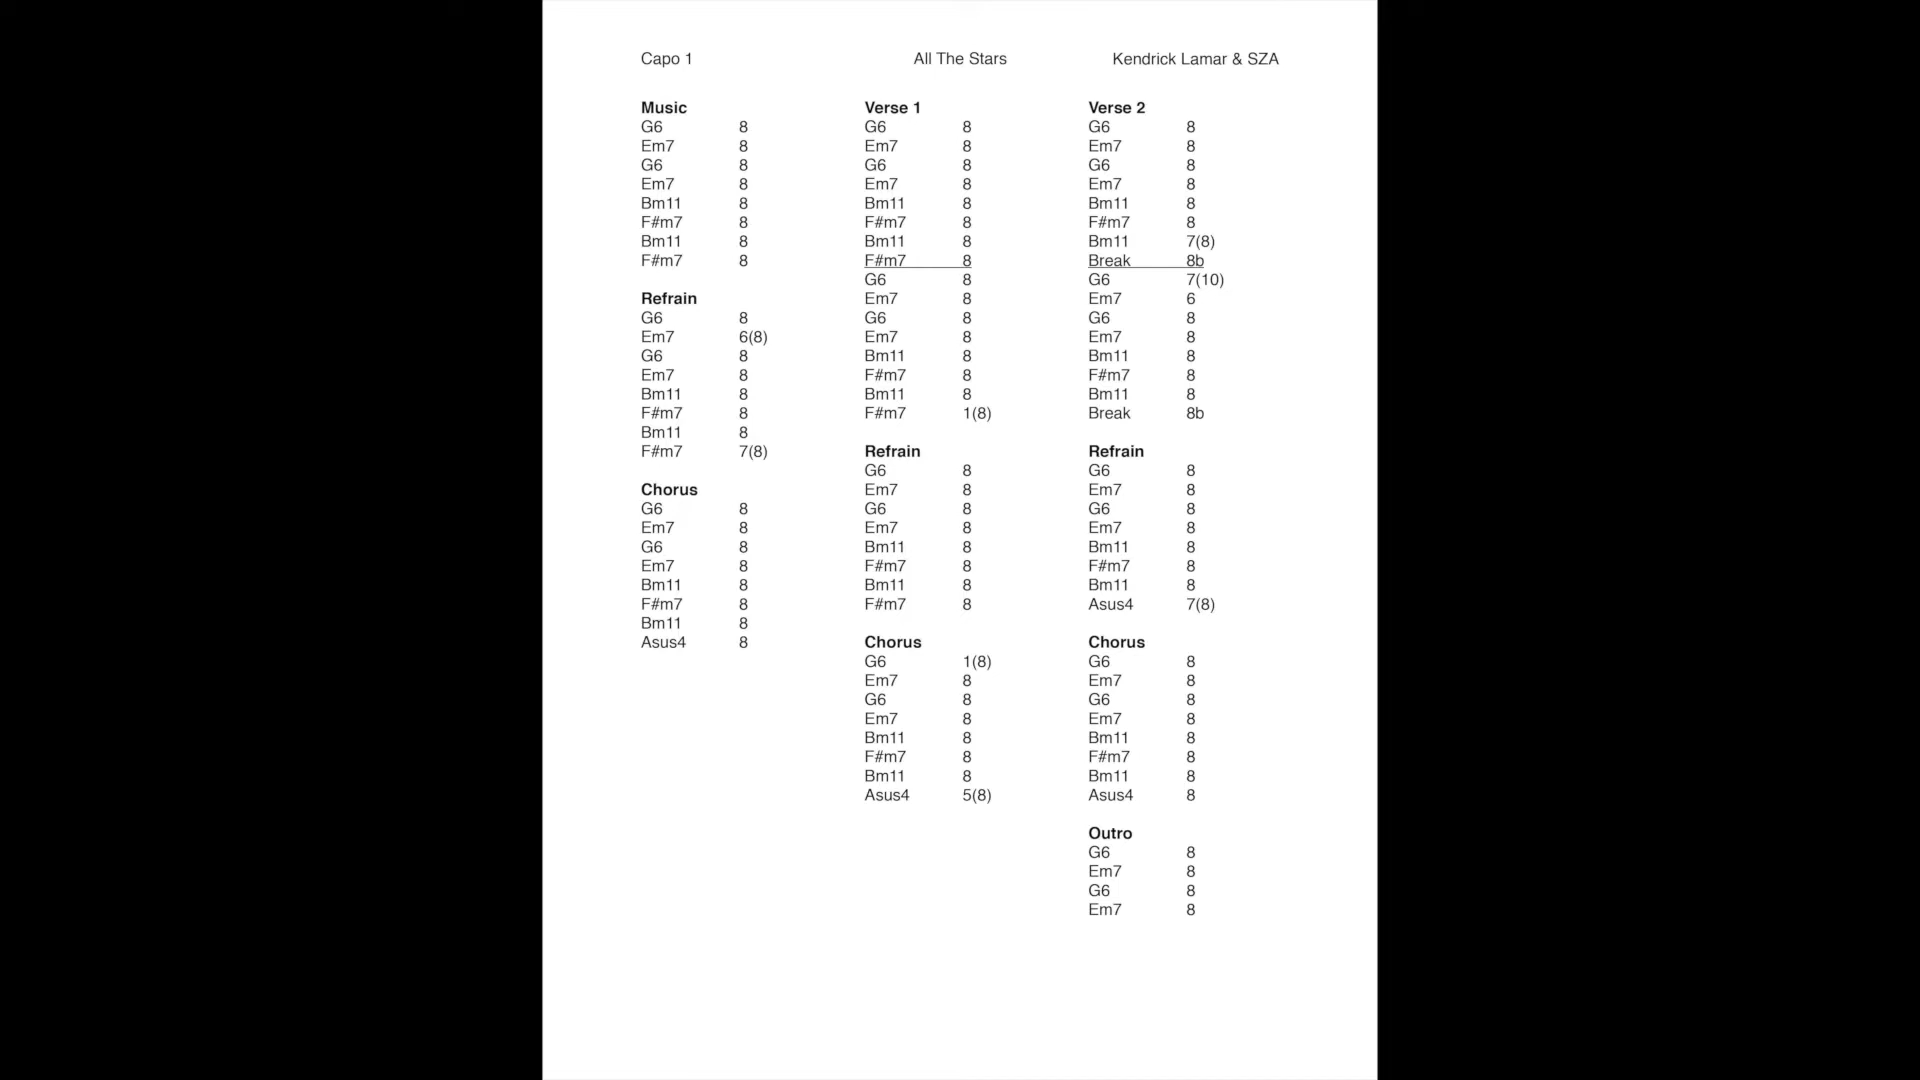 Capo 1 All The Stars Kendrick Lamar & SZA
Music
G6 8
Em7 8
G6 8
Em7 8
Bm11 8
F#m7 8
Bm11 8
F#m7 8
Refrain
G6 8
Em7 6(8)
G6 8
Em7 8
Bm11 8
F#m7 8
Bm11 8
F#m7 7(8)
Chorus
G6 8
Em7 8
G6 8
Em7 8
Bm11 8
F#m7 8
Bm11 8
Asus4 8
Verse 1
G6 8
Em7 8
G6 8
Em7 8
Bm11 8
F#m7 8
Bm11 8
F#m7 8
G6 8
Em7 8
G6 8
Em7 8
Bm11 8
F#m7 8
Bm11 8
F#m7 1(8)
Refrain
G6 8
Em7 8
G6 8
Em7 8
Bm11 8
F#m7 8
Bm11 8
F#m7 8
Chorus
G6 1(8)
Em7 8
G6 8
Em7 8
Bm11 8
F#m7 8
Bm11 8
Asus4 5(8)
Verse 2
G6 8
Em7 8
G6 8
Em7 8
Bm11 8
F#m7 8
Bm11 7(8)
Break 8b
G6 7(10)
Em7 6
G6 8
Em7 8
Bm11 8
F#m7 8
Bm11 8
Break 8b
Refrain
G6 8
Em7 8
G6 8
Em7 8
Bm11 8
F#m7 8
Bm11 8
Asus4 7(8)
Chorus
G6 8
Em7 8
G6 8
Em7 8
Bm11 8
F#m7 8
Bm11 8
Asus4 8
Outro
G6 8
Em7 8
G6 8
Em7 8